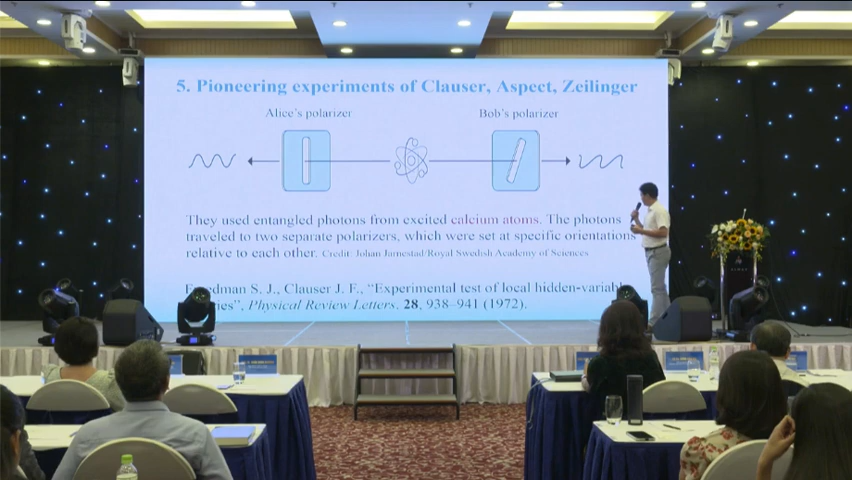 5. Pioneering experiments of Clauser, Aspect, Zeilinger
Alice's polarizer
Bob's polarizer
They used entangled photons from excited calcium atoms. The photons
traveled to two separate polarizers, which were set at specific orientations
relative to each other. Credit: Johan Jarnestad/Royal Swedish Academy of Sciences
S. J., Clauser J. F., “Experimental test of local
Physical Review Letters, 28, 938–941 (1972).